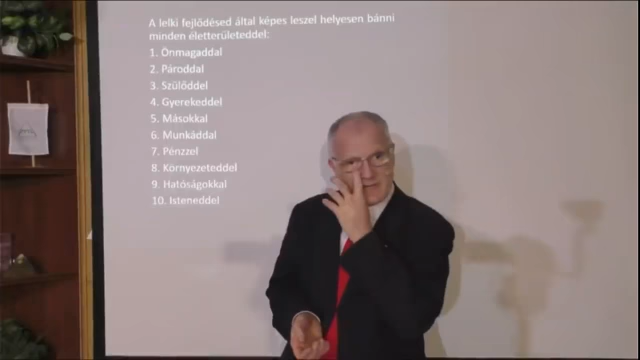 A lelki fejlődésed által képes leszel helyesen bánni
minden életterületeddel:
1. Önmagaddal
2. Pároddal
3. Szülőddel
4. Gyerekeddel
5. Másokkal
6. Munkáddal
7. Pénzzel
8. Környezeteddel
9. Hatóságokkal
10. Isteneddel